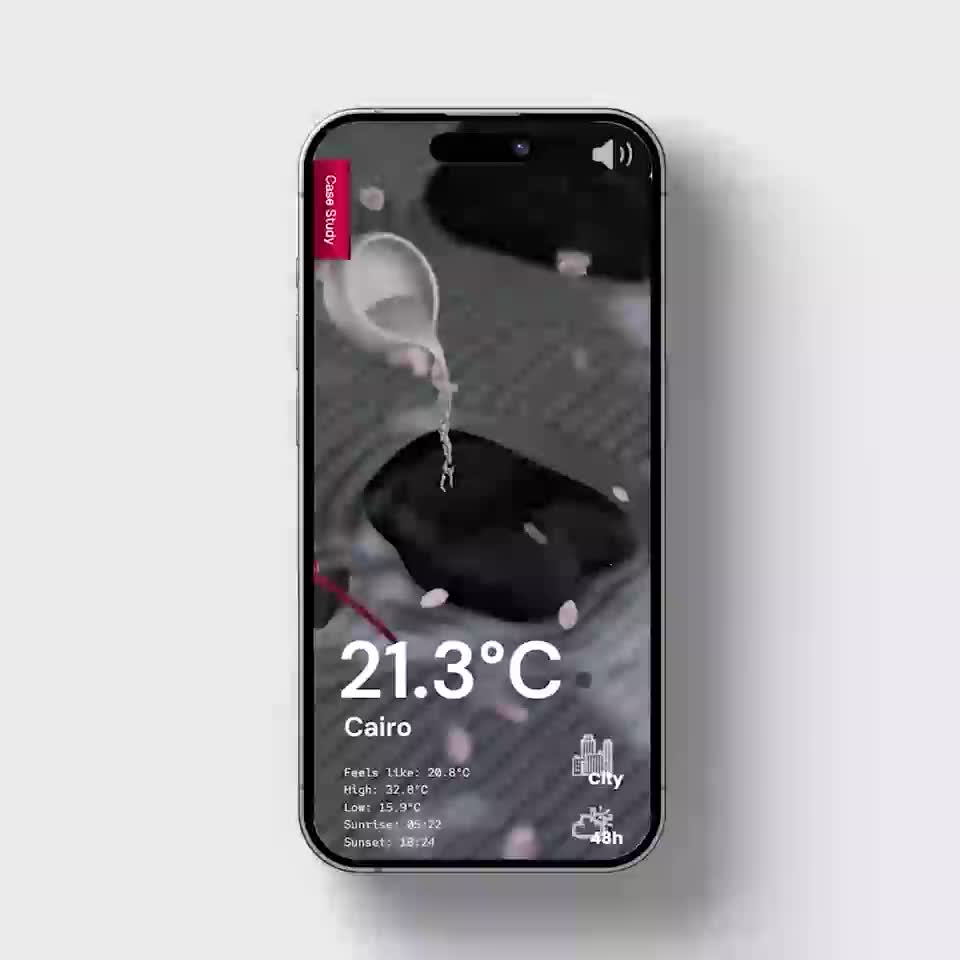 Case Study
21.3°C
Cairo
Feels like: 20.8°C
High: 32.8°C
Low: 15.9°C
Sunrise: 05:22
Sunset: 18:24
City
48h